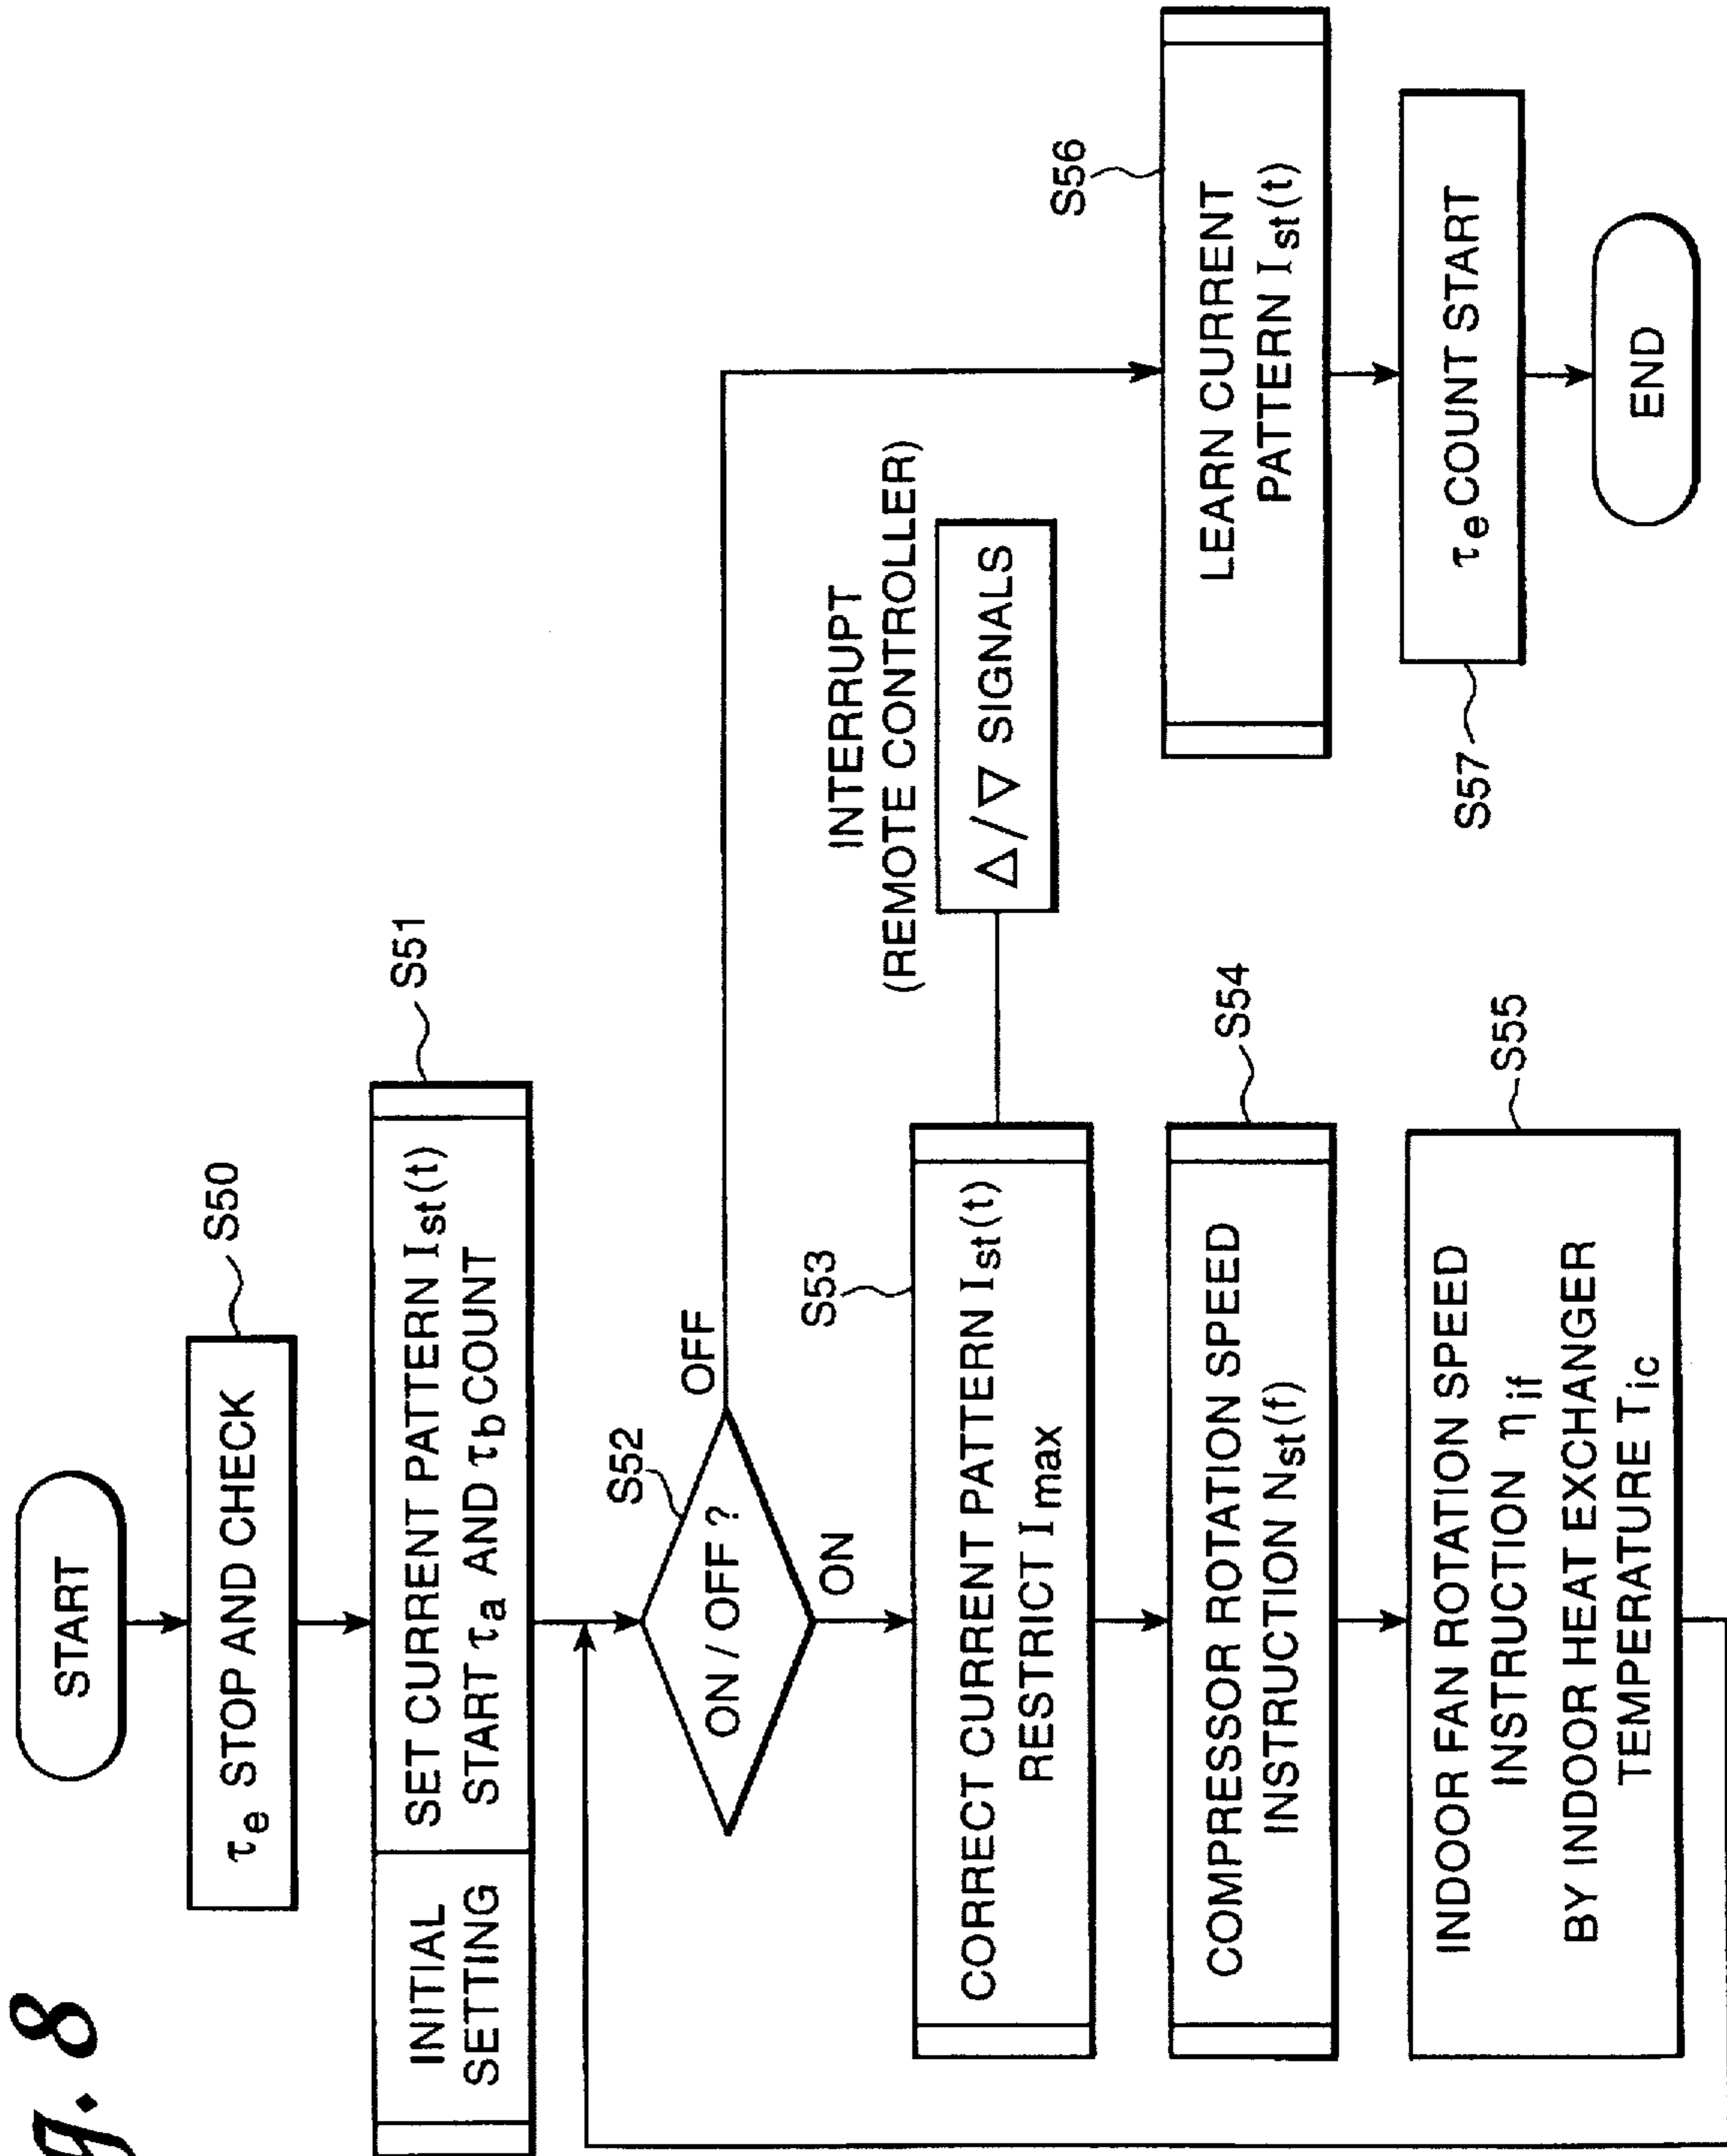 g. 8
START
S50
τe STOP AND CHECK
S51
INITIAL
SETTING
SET CURRENT PATTERN Ist(t)
START τa AND τb COUNT
S52
ON / OFF ?
OFF
ON
S53
CORRECT CURRENT PATTERN Ist(t)
RESTRICT Imax
INTERRUPT
(REMOTE CONTROLLER)
△/▽ SIGNALS
S54
COMPRESSOR ROTATION SPEED
INSTRUCTION Nst(f)
S55
INDOOR FAN ROTATION SPEED
INSTRUCTION ηif
BY INDOOR HEAT EXCHANGER
TEMPERATURE Tic
S56
LEARN CURRENT
PATTERN Ist(t)
S57
τe COUNT START
END